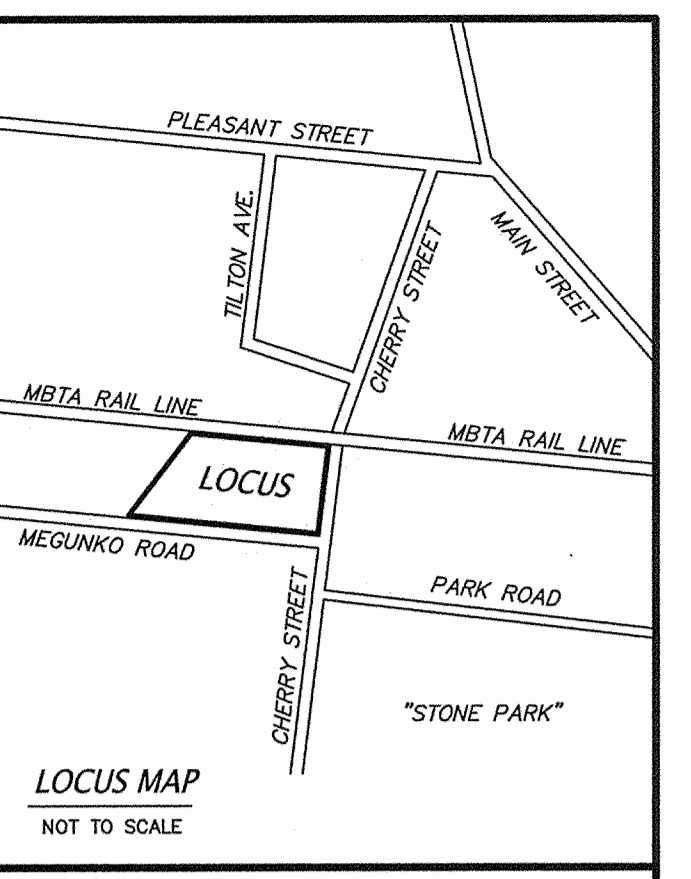 PLEASANT STREET
TILTON AVE.
MAIN STREET
CHERRY STREET
MBTA RAIL LINE
MBTA RAIL LINE
LOCUS
MEGUNKO ROAD
PARK ROAD
CHERRY STREET
"STONE PARK"
LOCUS MAP
NOT TO SCALE